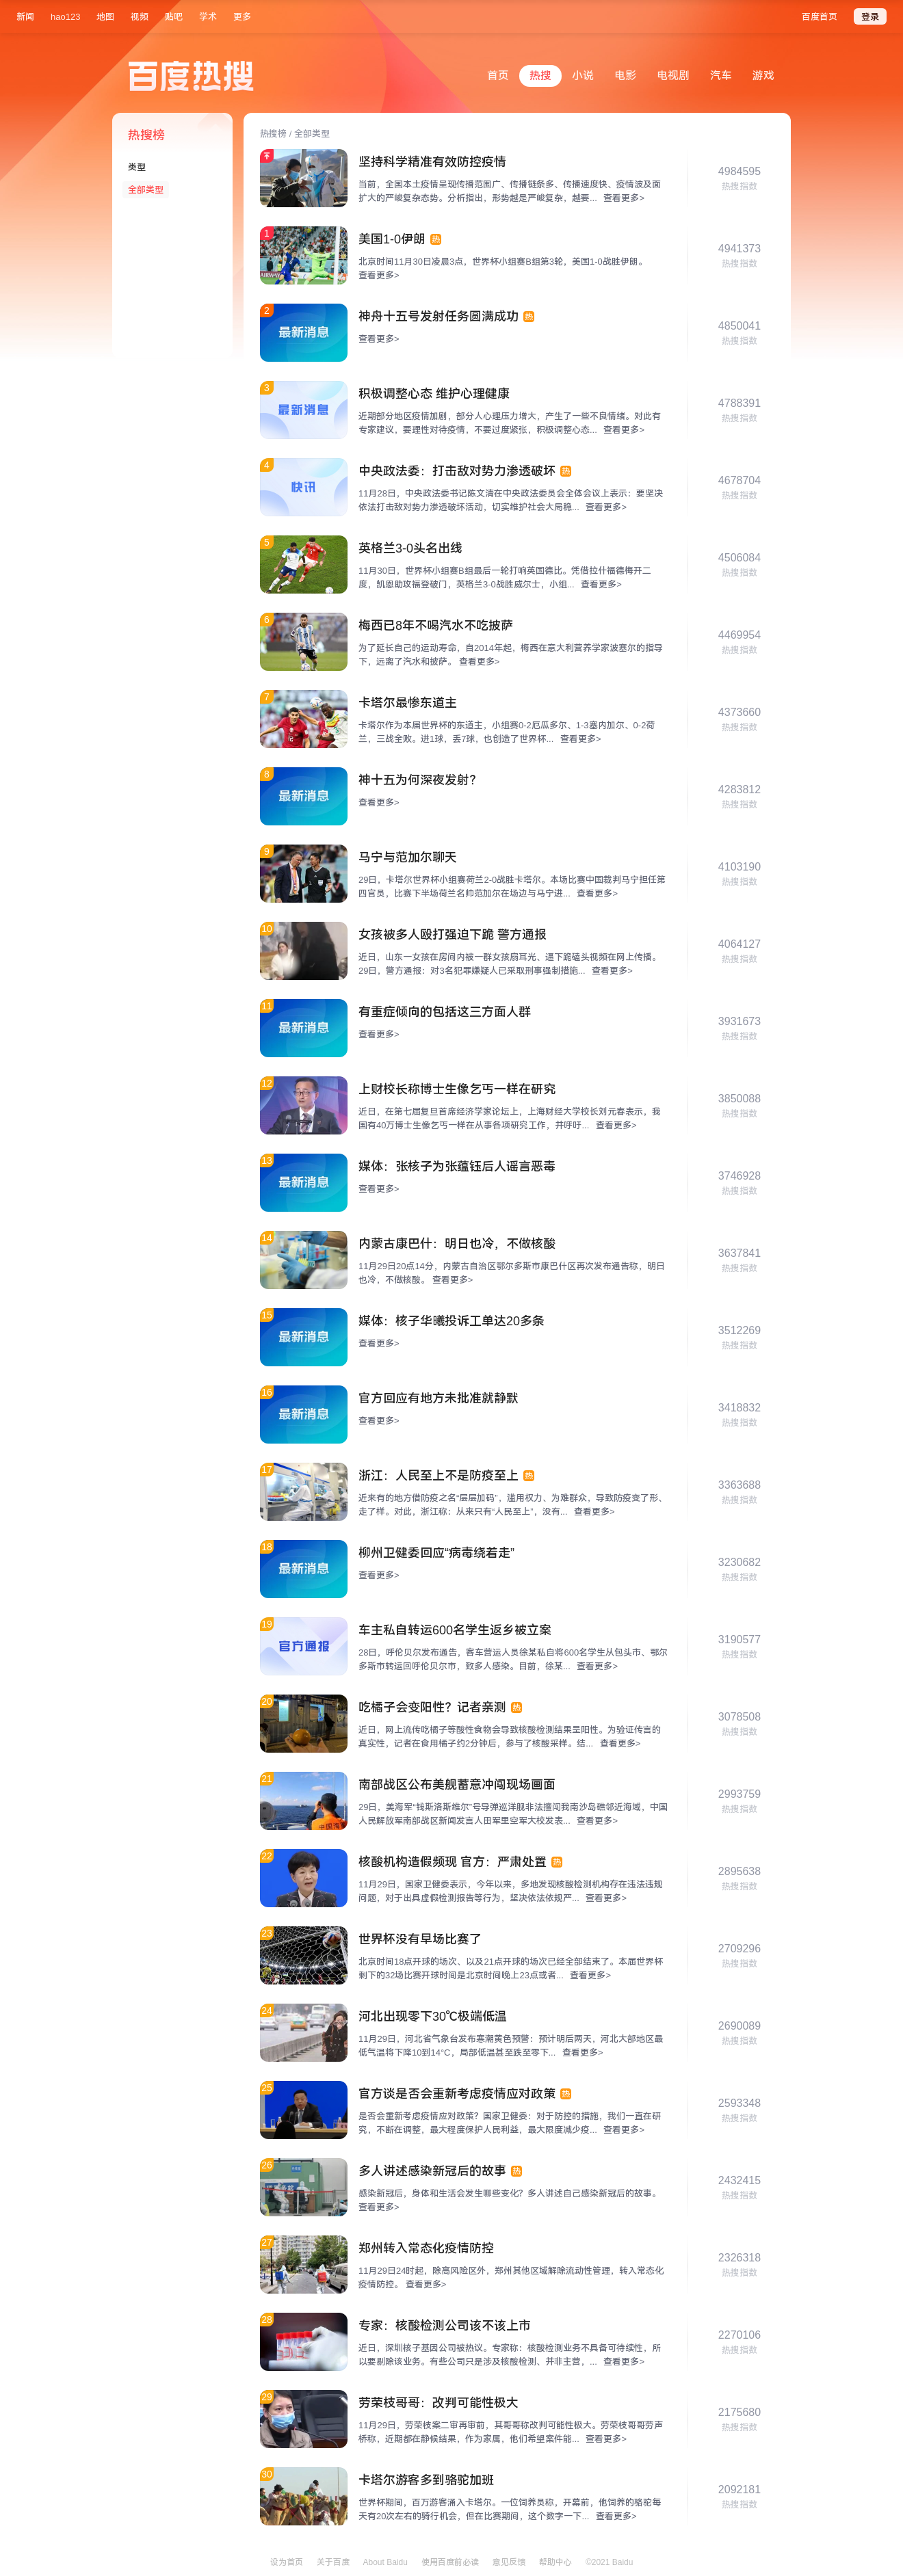 新闻 hao123 地图 视频 贴吧 学术 更多 百度首页 登录
百度热搜
首页 热搜 小说 电影 电视剧 汽车 游戏
热搜榜
类型
全部类型
热搜榜 / 全部类型
坚持科学精准有效防控疫情
当前，全国本土疫情呈现传播范围广、传播链条多、传播速度快、疫情波及面
扩大的严峻复杂态势。分析指出，形势越是严峻复杂，越要... 查看更多>
4984595
热搜指数
1
美国1-0伊朗 热
北京时间11月30日凌晨3点，世界杯小组赛B组第3轮，美国1-0战胜伊朗。
查看更多>
4941373
热搜指数
2
最新消息
神舟十五号发射任务圆满成功 热
查看更多>
4850041
热搜指数
3
最新消息
积极调整心态 维护心理健康
近期部分地区疫情加剧，部分人心理压力增大，产生了一些不良情绪。对此有
专家建议，要理性对待疫情，不要过度紧张，积极调整心态... 查看更多>
4788391
热搜指数
4
快讯
中央政法委：打击敌对势力渗透破坏 热
11月28日，中央政法委书记陈文清在中央政法委员会全体会议上表示：要坚决
依法打击敌对势力渗透破坏活动，切实维护社会大局稳... 查看更多>
4678704
热搜指数
5
英格兰3-0头名出线
11月30日，世界杯小组赛B组最后一轮打响英国德比。凭借拉什福德梅开二
度，凯恩助攻福登破门，英格兰3-0战胜威尔士，小组... 查看更多>
4506084
热搜指数
6
梅西已8年不喝汽水不吃披萨
为了延长自己的运动寿命，自2014年起，梅西在意大利营养学家波塞尔的指导
下，远离了汽水和披萨。 查看更多>
4469954
热搜指数
7
卡塔尔最惨东道主
卡塔尔作为本届世界杯的东道主，小组赛0-2厄瓜多尔、1-3塞内加尔、0-2荷
兰，三战全败。进1球，丢7球，也创造了世界杯... 查看更多>
4373660
热搜指数
8
最新消息
神十五为何深夜发射？
查看更多>
4283812
热搜指数
9
马宁与范加尔聊天
29日，卡塔尔世界杯小组赛荷兰2-0战胜卡塔尔。本场比赛中国裁判马宁担任第
四官员，比赛下半场荷兰名帅范加尔在场边与马宁进... 查看更多>
4103190
热搜指数
10
女孩被多人殴打强迫下跪 警方通报
近日，山东一女孩在房间内被一群女孩扇耳光、逼下跪磕头视频在网上传播。
29日，警方通报：对3名犯罪嫌疑人已采取刑事强制措施... 查看更多>
4064127
热搜指数
11
最新消息
有重症倾向的包括这三方面人群
查看更多>
3931673
热搜指数
12
上财校长称博士生像乞丐一样在研究
近日，在第七届复旦首席经济学家论坛上，上海财经大学校长刘元春表示，我
国有40万博士生像乞丐一样在从事各项研究工作，并呼吁... 查看更多>
3850088
热搜指数
13
最新消息
媒体：张核子为张蕴钰后人谣言恶毒
查看更多>
3746928
热搜指数
14
内蒙古康巴什：明日也冷，不做核酸
11月29日20点14分，内蒙古自治区鄂尔多斯市康巴什区再次发布通告称，明日
也冷，不做核酸。 查看更多>
3637841
热搜指数
15
最新消息
媒体：核子华曦投诉工单达20多条
查看更多>
3512269
热搜指数
16
最新消息
官方回应有地方未批准就静默
查看更多>
3418832
热搜指数
17
浙江：人民至上不是防疫至上 热
近来有的地方借防疫之名“层层加码”，滥用权力、为难群众，导致防疫变了形、
走了样。对此，浙江称：从来只有“人民至上”，没有... 查看更多>
3363688
热搜指数
18
最新消息
柳州卫健委回应“病毒绕着走”
查看更多>
3230682
热搜指数
19
官方通报
车主私自转运600名学生返乡被立案
28日，呼伦贝尔发布通告，客车营运人员徐某私自将600名学生从包头市、鄂尔
多斯市转运回呼伦贝尔市，致多人感染。目前，徐某... 查看更多>
3190577
热搜指数
20
吃橘子会变阳性？记者亲测 热
近日，网上流传吃橘子等酸性食物会导致核酸检测结果呈阳性。为验证传言的
真实性，记者在食用橘子约2分钟后，参与了核酸采样。结... 查看更多>
3078508
热搜指数
21
南部战区公布美舰蓄意冲闯现场画面
29日，美海军“钱斯洛斯维尔”号导弹巡洋舰非法擅闯我南沙岛礁邻近海域，中国
人民解放军南部战区新闻发言人田军里空军大校发表... 查看更多>
2993759
热搜指数
22
核酸机构造假频现 官方：严肃处置 热
11月29日，国家卫健委表示，今年以来，多地发现核酸检测机构存在违法违规
问题，对于出具虚假检测报告等行为，坚决依法依规严... 查看更多>
2895638
热搜指数
23
世界杯没有早场比赛了
北京时间18点开球的场次、以及21点开球的场次已经全部结束了。本届世界杯
剩下的32场比赛开球时间是北京时间晚上23点或者... 查看更多>
2709296
热搜指数
24
河北出现零下30℃极端低温
11月29日，河北省气象台发布寒潮黄色预警：预计明后两天，河北大部地区最
低气温将下降10到14°C，局部低温甚至跌至零下... 查看更多>
2690089
热搜指数
25
官方谈是否会重新考虑疫情应对政策 热
是否会重新考虑疫情应对政策？国家卫健委：对于防控的措施，我们一直在研
究，不断在调整，最大程度保护人民利益，最大限度减少疫... 查看更多>
2593348
热搜指数
26
多人讲述感染新冠后的故事 热
感染新冠后，身体和生活会发生哪些变化？多人讲述自己感染新冠后的故事。
查看更多>
2432415
热搜指数
27
郑州转入常态化疫情防控
11月29日24时起，除高风险区外，郑州其他区域解除流动性管理，转入常态化
疫情防控。 查看更多>
2326318
热搜指数
28
专家：核酸检测公司该不该上市
近日，深圳核子基因公司被热议。专家称：核酸检测业务不具备可持续性，所
以要剔除该业务。有些公司只是涉及核酸检测、并非主营，... 查看更多>
2270106
热搜指数
29
劳荣枝哥哥：改判可能性极大
11月29日，劳荣枝案二审再审前，其哥哥称改判可能性极大。劳荣枝哥哥劳声
桥称，近期都在静候结果，作为家属，他们希望案件能... 查看更多>
2175680
热搜指数
30
卡塔尔游客多到骆驼加班
世界杯期间，百万游客涌入卡塔尔。一位饲养员称，开幕前，他饲养的骆驼每
天有20次左右的骑行机会，但在比赛期间，这个数字一下... 查看更多>
2092181
热搜指数
设为首页 关于百度 About Baidu 使用百度前必读 意见反馈 帮助中心 ©2021 Baidu